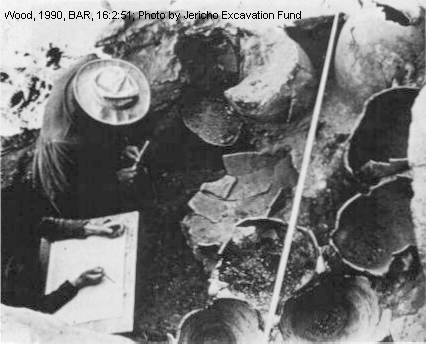 Wood, 1990, BAR, 16:2:51; Photo by Jericho Excavation Fund